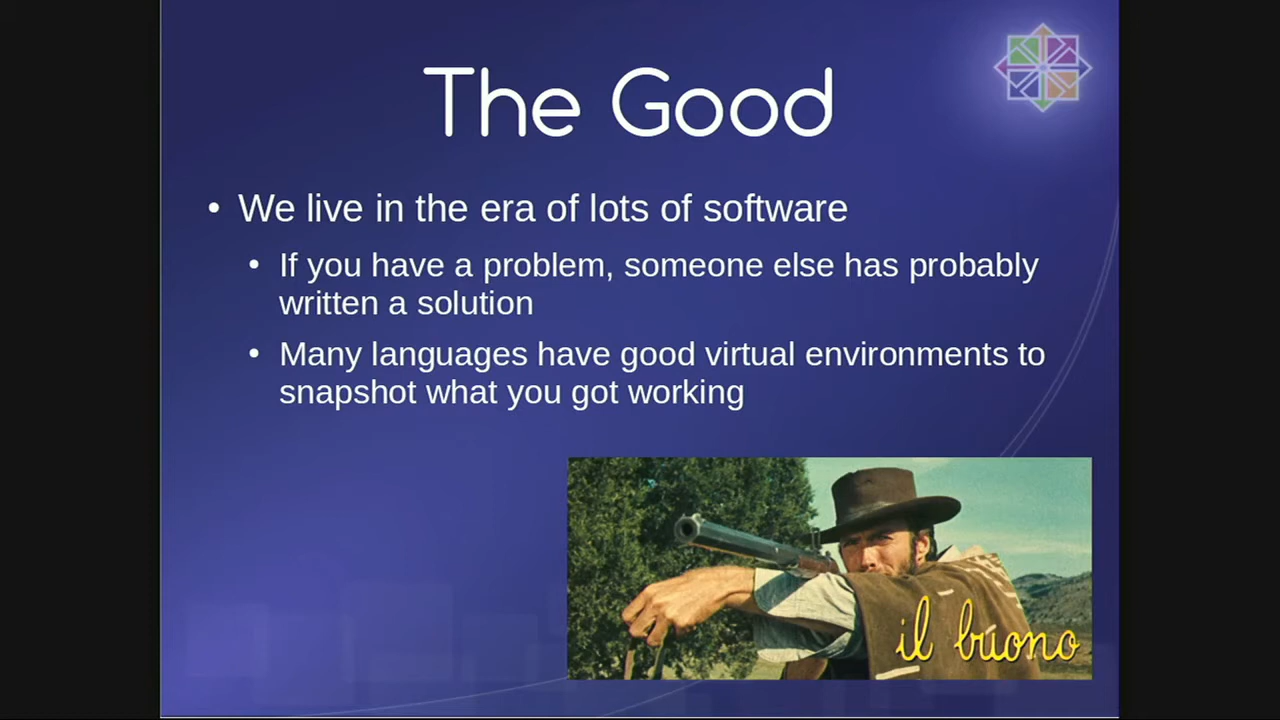 The Good
• We live in the era of lots of software
• If you have a problem, someone else has probably
written a solution
• Many languages have good virtual environments to
snapshot what you got working
il buono